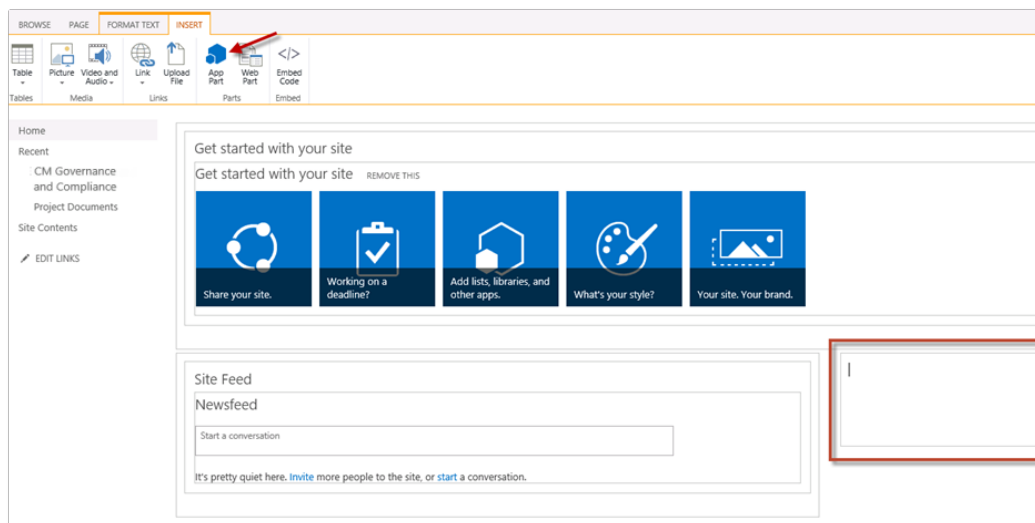 BROWSE PAGE FORMAT TEXT INSERT
Table Picture Video and Audio Link Upload File App Part Web Part Embed Code
Tables Media Links Parts Embed
Home
Recent
CM Governance
and Compliance
Project Documents
Site Contents
EDIT LINKS
Get started with your site
Get started with your site REMOVE THIS
Share your site.
Working on a
deadline?
Add lists, libraries, and
other apps.
What's your style?
Your site. Your brand.
Site Feed
Newsfeed
Start a conversation
It's pretty quiet here. Invite more people to the site, or start a conversation.